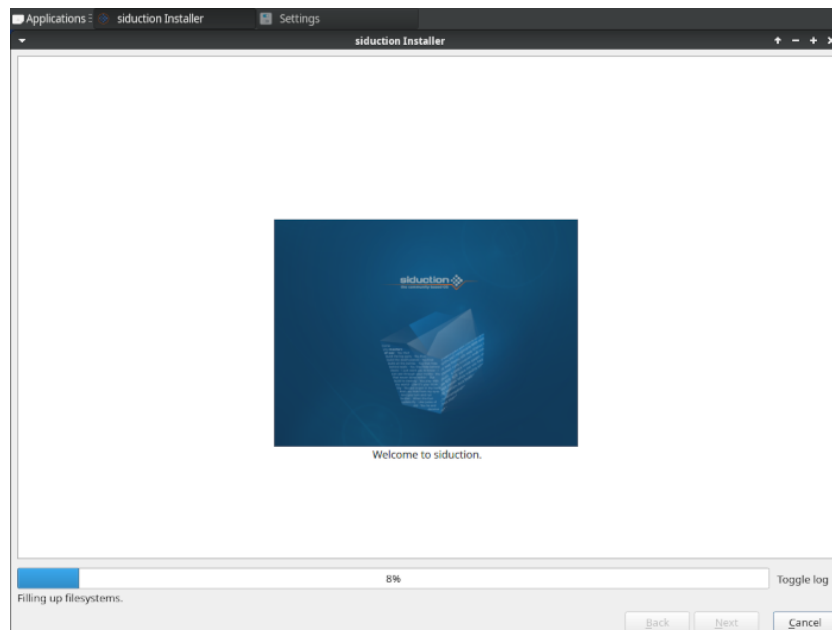 Applications
siduction Installer
Settings
siduction Installer
siduction
Welcome to siduction.
8%
Toggle log
Filling up filesystems.
Back
Next
Cancel